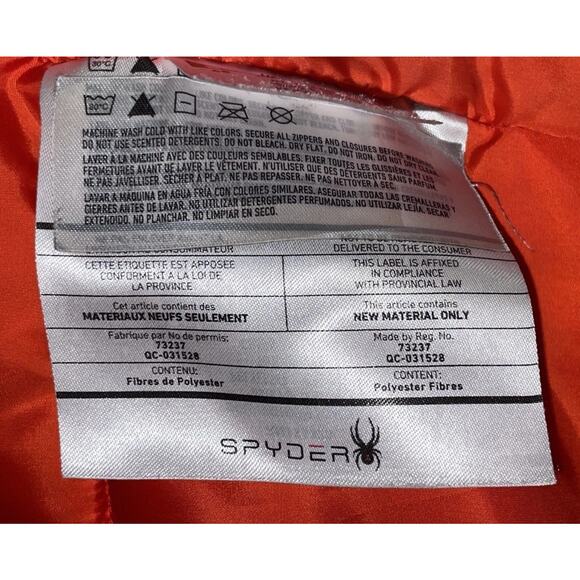 30°C
30°C
MACHINE WASH COLD WITH LIKE COLORS. SECURE ALL ZIPPERS AND CLOSURES BEFORE WASHING.
DO NOT USE SCENTED DETERGENTS. DO NOT BLEACH. DRY FLAT. DO NOT IRON. DO NOT DRY CLEAN.
LAVER A LA MACHINE AVEC DES COULEURS SEMBLABLES. FIXER TOUTES LES GLISSIÈRES ET LES
FERMETURES AVANT DE LAVER LE VÊTEMENT. N'UTILISER QUE DES DÉTERGENTS SANS PARFUM.
NE PAS JAVELLISER. SÉCHER À PLAT. NE PAS REPASSER. NE PAS NETTOYER À SEC.
LAVAR A MÁQUINA EN AGUA FRÍA CON COLORES SIMILARES. ASEGURAR TODAS LAS CREMALLERAS Y
CIERRES ANTES DE LAVAR. NO UTILIZAR DETERGENTES PERFUMADOS. NO UTILIZAR LEJÍA. SECAR
EXTENDIDO. NO PLANCHAR. NO LIMPIAR EN SECO.
CONSOMMATEUR
DELIVERED TO THE CONSUMER
CETTE ETIQUETTE EST APPOSÉE
CONFORMENT A LA LOI DE
LA PROVINCE
THIS LABEL IS AFFIXED
IN COMPLIANCE
WITH PROVINCIAL LAW
Cet article contient des
MATERIAUX NEUFS SEULEMENT
This article contains
NEW MATERIAL ONLY
Fabriqué par No de permis:
73237
QC-031528
Made by Reg. No.
73237
QC-031528
CONTENU:
Fibres de Polyester
CONTENT:
Polyester Fibres
SPYDER